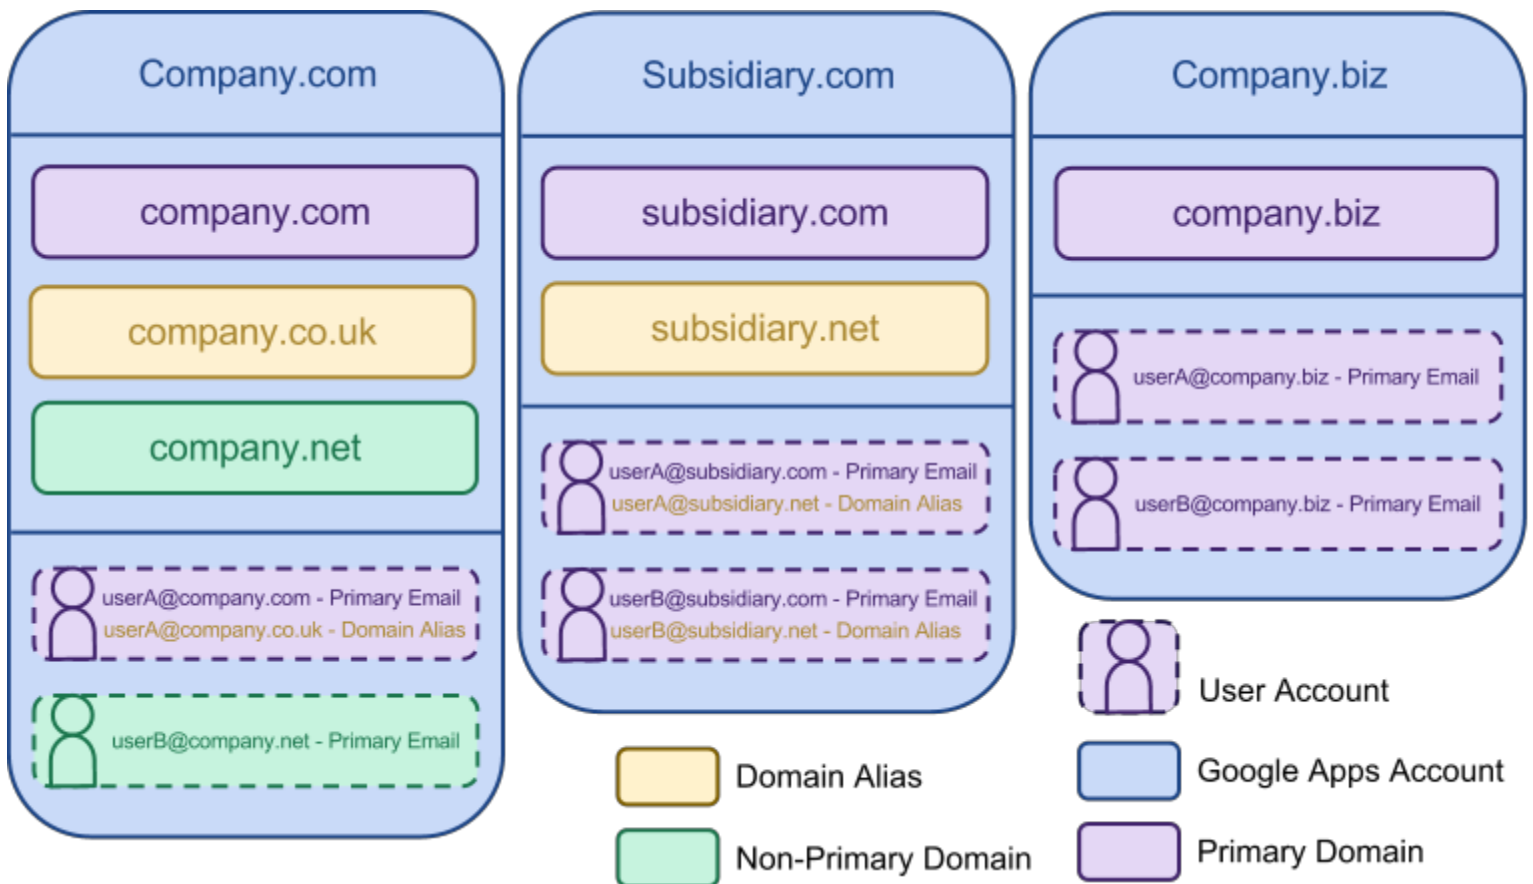 Company.com
company.com
company.co.uk
company.net
userA@company.com - Primary Email
userA@company.co.uk - Domain Alias
userB@company.net - Primary Email
Subsidiary.com
subsidiary.com
subsidiary.net
userA@subsidiary.com - Primary Email
userA@subsidiary.net - Domain Alias
userB@subsidiary.com - Primary Email
userB@subsidiary.net - Domain Alias
Company.biz
company.biz
userA@company.biz - Primary Email
userB@company.biz - Primary Email
User Account
Domain Alias
Google Apps Account
Non-Primary Domain
Primary Domain